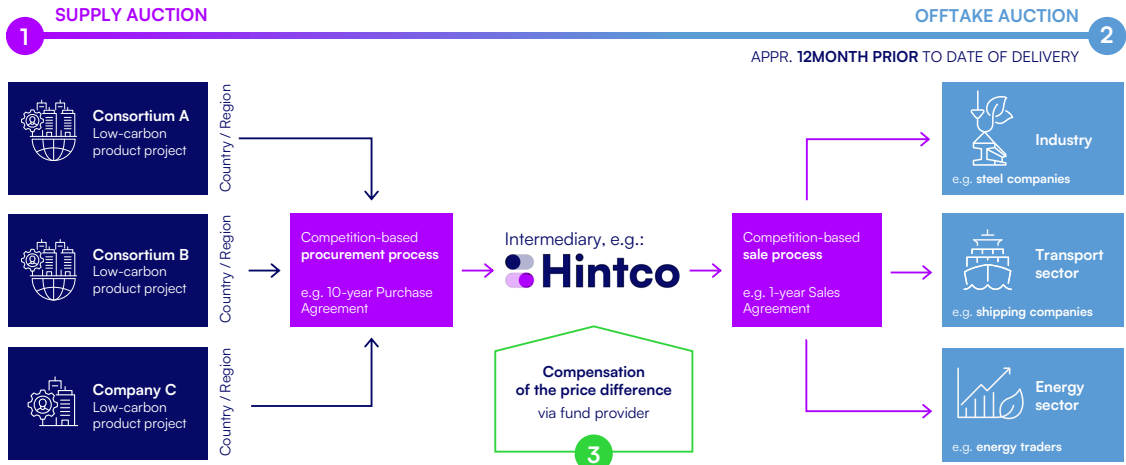 1
SUPPLY AUCTION
OFFTAKE AUCTION
2
APPR. 12MONTH PRIOR TO DATE OF DELIVERY
Consortium A
Low-carbon
product project
Country / Region
Consortium B
Low-carbon
product project
Country / Region
Company C
Low-carbon
product project
Country / Region
Competition-based
procurement process
e.g. 10-year Purchase
Agreement
Intermediary, e.g.:
Hintco
Compensation
of the price difference
via fund provider
3
Competition-based
sale process
e.g. 1-year Sales
Agreement
Industry
e.g. steel companies
Transport
sector
e.g. shipping companies
Energy
sector
e.g. energy traders